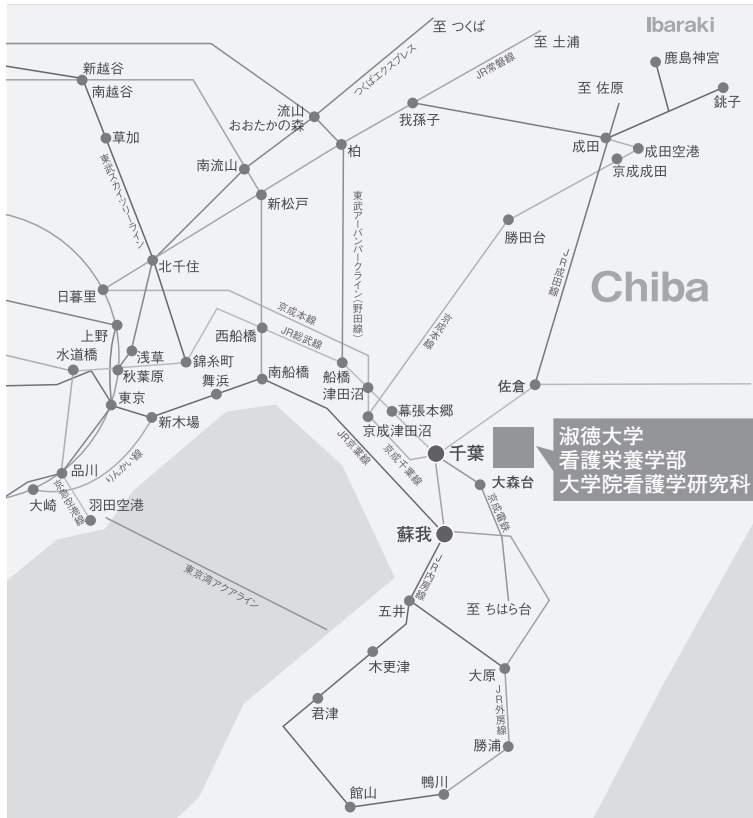 至 つくば
Ibaraki
至 土浦
鹿島神宮
新越谷
南越谷
つくばエクスプレス
JR常磐線
至 佐原
銚子
流山
おおたかの森
我孫子
草加
柏
成田
成田空港
京成成田
南流山
東武スカイツリーライン
新松戸
東武アーバンパークライン(野田線)
勝田台
JR成田線
北千住
Chiba
日暮里
京成本線
京成本線
上野
JR総武線
西船橋
水道橋
浅草
錦糸町
秋葉原
船橋
津田沼
舞浜
南船橋
佐倉
東京
幕張本郷
新木場
京成津田沼
JR京葉線
京成千葉線
千葉
淑徳大学
看護栄養学部
大学院看護学研究科
りんかい線
品川
大森台
大崎
京急空港線
羽田空港
京成電鉄
蘇我
東京湾アクアライン
JR内房線
五井
至 ちはら台
木更津
大原
君津
JR外房線
勝浦
鴨川
館山